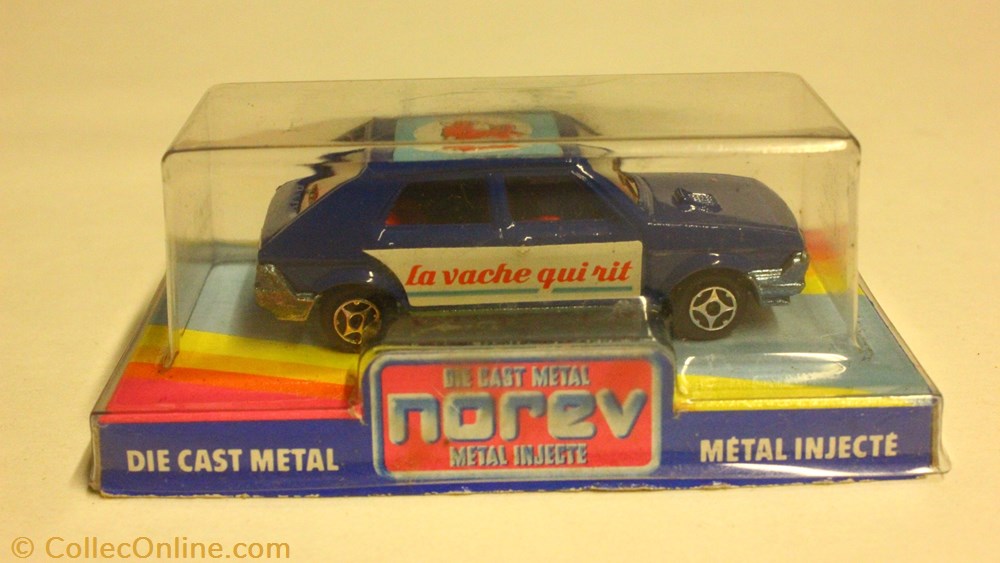 la vache qui rit
DIE CAST METAL
norev
METAL INJECTE
DIE CAST METAL
MÉTAL INJECTÉ
© CollecOnline.com